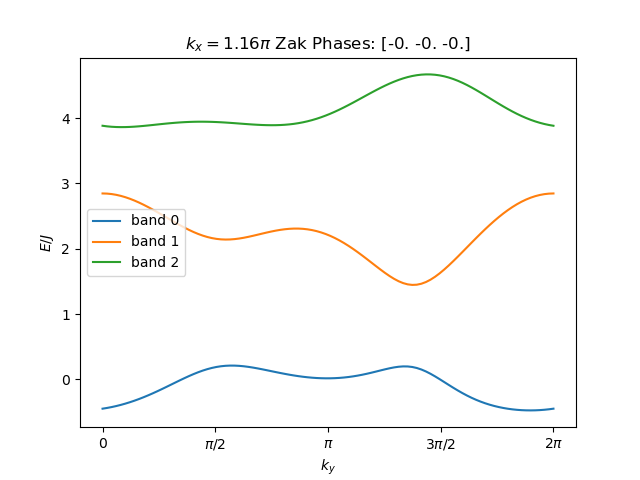 $k_x = 1.16\pi$ Zak Phases: [-0. -0. -0.]
E/J
4
3
2
1
0
band 0
band 1
band 2
0
π/2
π
3π/2
2π
$k_y$